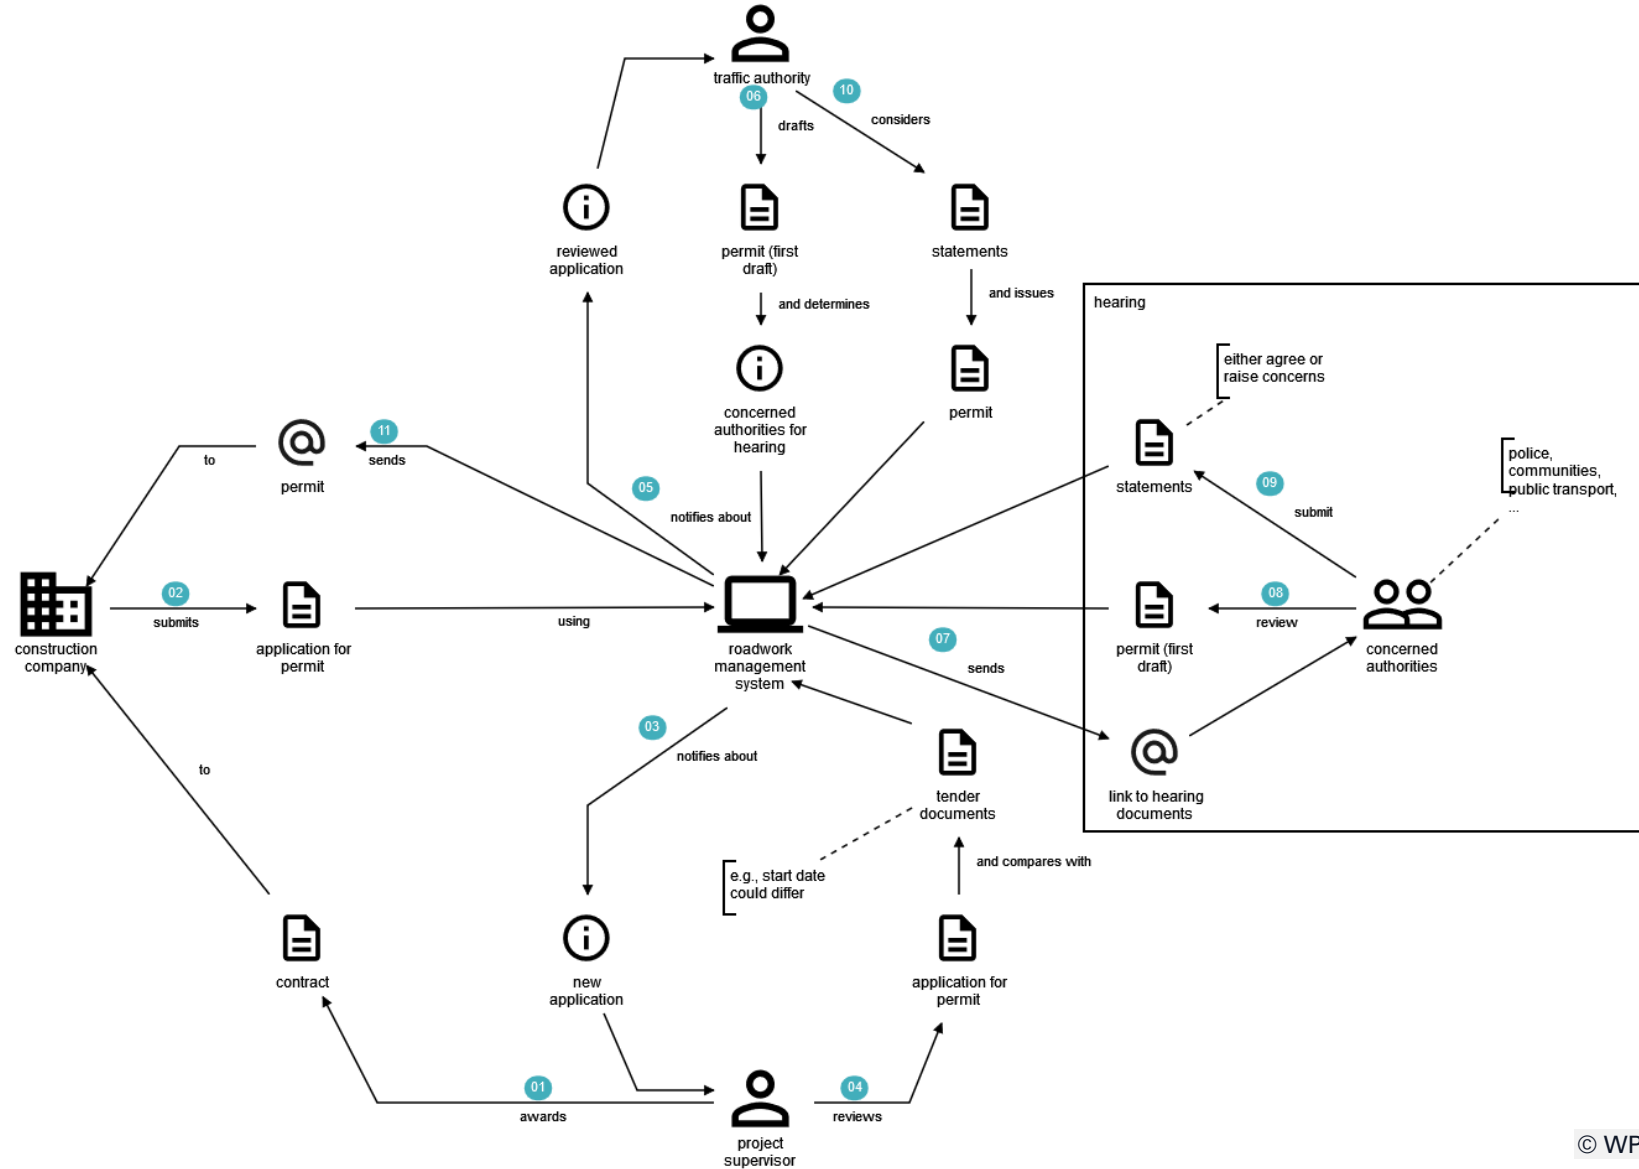 traffic authority
06
10
drafts
considers
reviewed
application
permit (first
draft)
statements
and determines
and issues
hearing
either agree or
raise concerns
concerned
authorities for
hearing
permit
11
sends
to
permit
statements
police,
communities,
public transport,
...
09
submit
05
notifies about
02
submits
construction
company
application for
permit
using
roadwork
management
system
permit (first
draft)
08
review
concerned
authorities
07
sends
03
notifies about
to
tender
documents
link to hearing
documents
e.g., start date
could differ
and compares with
contract
new
application
application for
permit
01
awards
04
reviews
project
supervisor
© WP